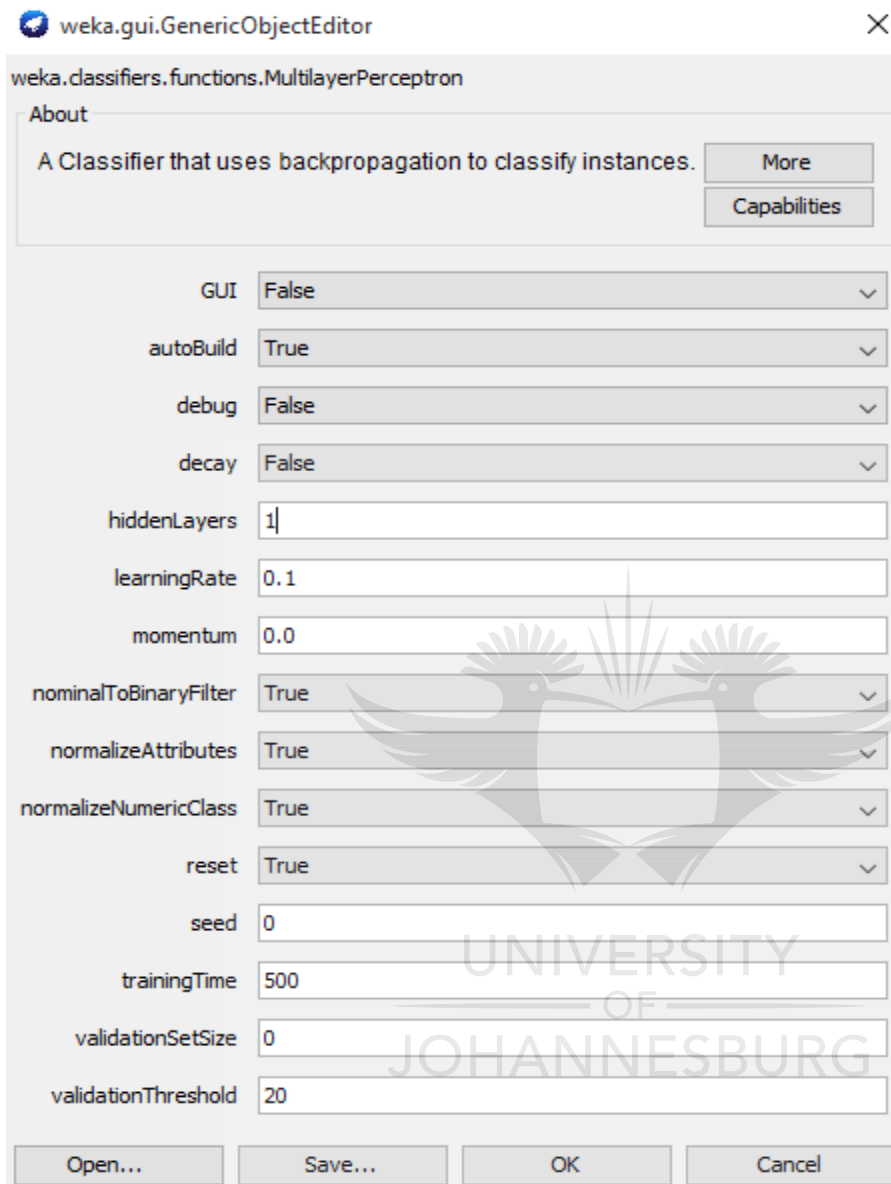 weka.gui.GenericObjectEditor
weka.classifiers.functions.MultilayerPerceptron
About
A Classifier that uses backpropagation to classify instances.
More
Capabilities
GUI False
autoBuild True
debug False
decay False
hiddenLayers 1
learningRate 0.1
momentum 0.0
nominalToBinaryFilter True
normalizeAttributes True
normalizeNumericClass True
reset True
seed 0
trainingTime 500
validationSetSize 0
validationThreshold 20
UNIVERSITY
OF
JOHANNESBURG
Open... Save... OK Cancel